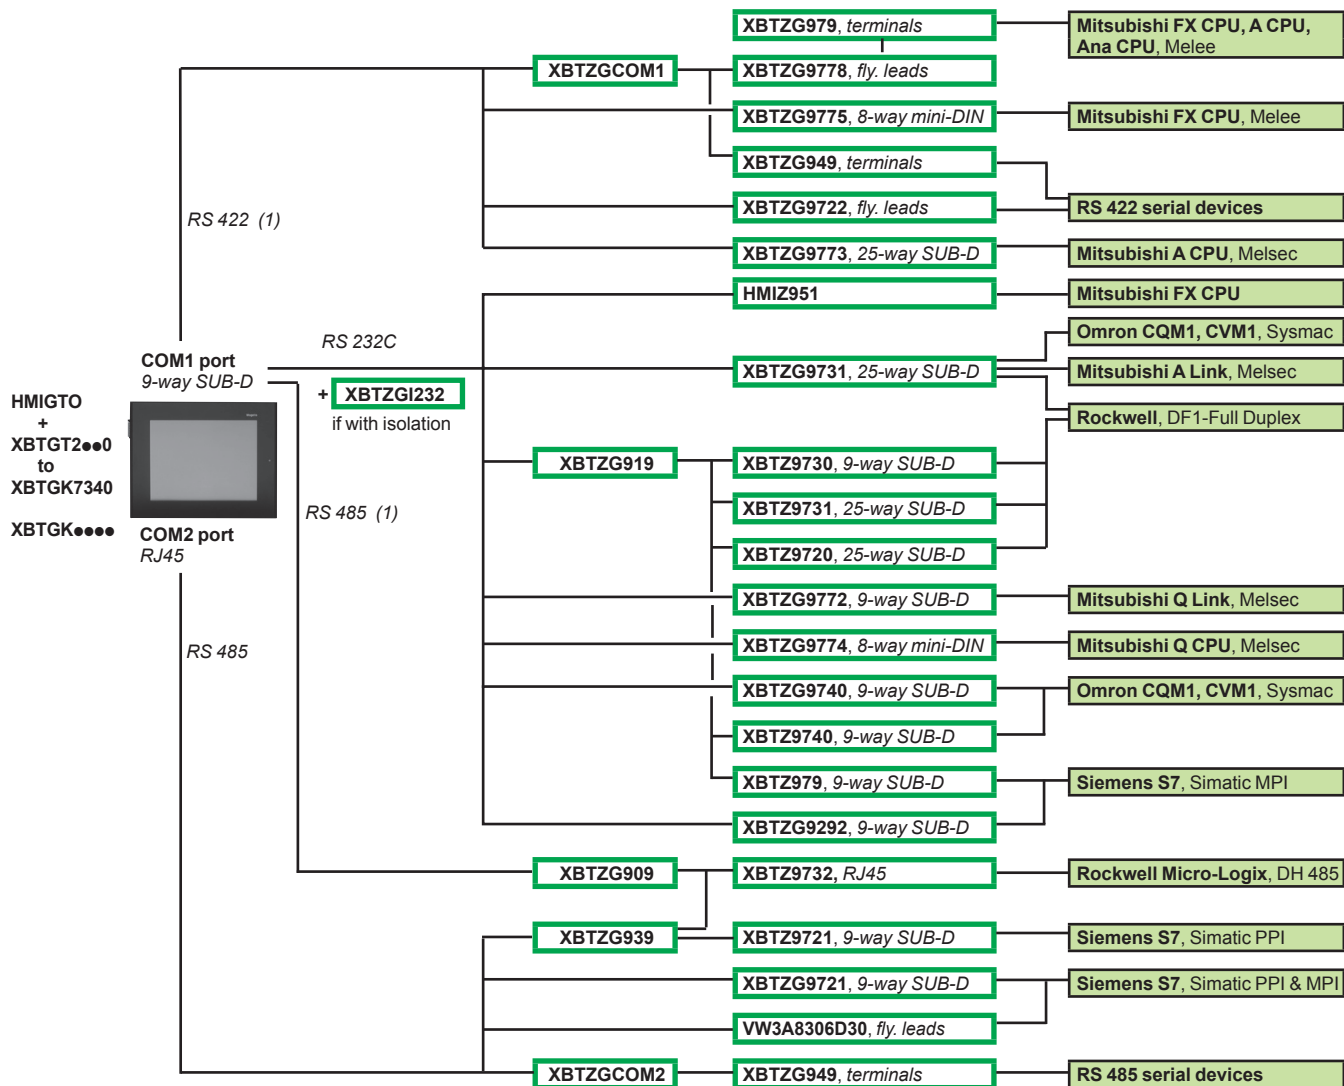 XBTZG979, terminals
Mitsubishi FX CPU, A CPU,
Ana CPU, Melee
XBTZGCOM1
XBTZG9778, fly. leads
XBTZG9775, 8-way mini-DIN
Mitsubishi FX CPU, Melee
XBTZG949, terminals
RS 422 (1)
XBTZG9722, fly. leads
RS 422 serial devices
XBTZG9773, 25-way SUB-D
Mitsubishi A CPU, Melsec
HMIZ951
Mitsubishi FX CPU
RS 232C
Omron CQM1, CVM1, Sysmac
COM1 port
9-way SUB-D
XBTZG9731, 25-way SUB-D
Mitsubishi A Link, Melsec
+ XBTZGI232
if with isolation
Rockwell, DF1-Full Duplex
HMIGTO
+
XBTGT2●●0
to
XBTGK7340
XBTGK●●●●
COM2 port
RJ45
XBTZG919
XBTZ9730, 9-way SUB-D
RS 485 (1)
XBTZ9731, 25-way SUB-D
XBTZ9720, 25-way SUB-D
XBTZG9772, 9-way SUB-D
Mitsubishi Q Link, Melsec
RS 485
XBTZG9774, 8-way mini-DIN
Mitsubishi Q CPU, Melsec
XBTZG9740, 9-way SUB-D
Omron CQM1, CVM1, Sysmac
XBTZ9740, 9-way SUB-D
XBTZ979, 9-way SUB-D
Siemens S7, Simatic MPI
XBTZG9292, 9-way SUB-D
XBTZG909
XBTZ9732, RJ45
Rockwell Micro-Logix, DH 485
XBTZG939
XBTZ9721, 9-way SUB-D
Siemens S7, Simatic PPI
XBTZG9721, 9-way SUB-D
Siemens S7, Simatic PPI & MPI
VW3A8306D30, fly. leads
XBTZGCOM2
XBTZG949, terminals
RS 485 serial devices